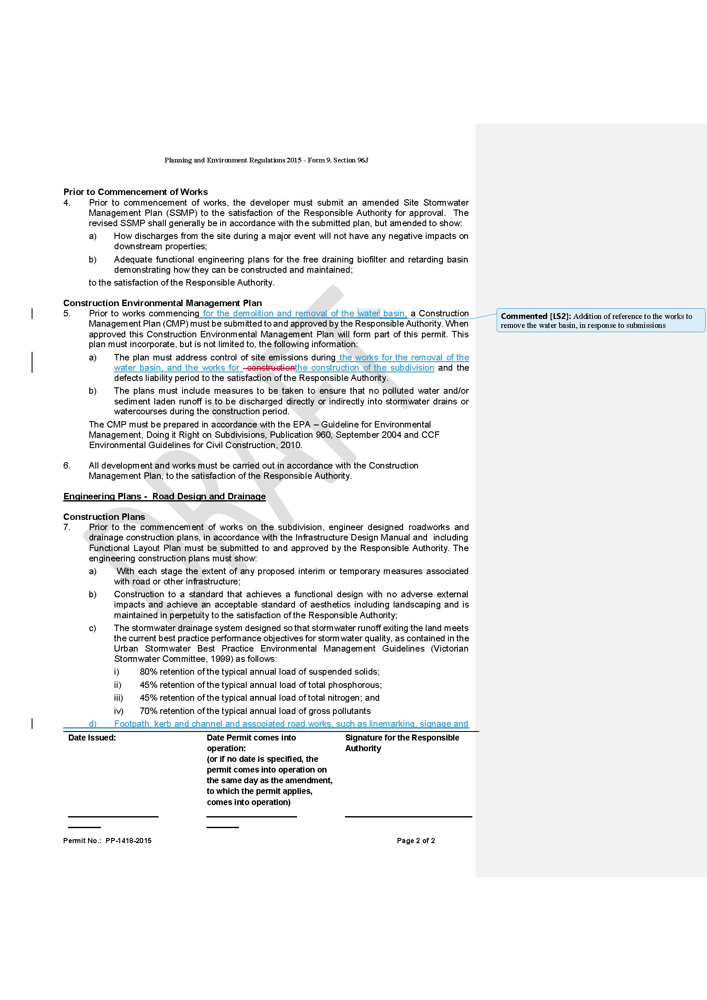 Planning and Environment Regulations 2015 - Form 9. Section 96J
Prior to Commencement of Works
4. Prior to commencement of works, the developer must submit an amended Site Stormwater
Management Plan (SSMP) to the satisfaction of the Responsible Authority for approval. The
revised SSMP shall generally be in accordance with the submitted plan, but amended to show:
a) How discharges from the site during a major event will not have any negative impacts on
downstream properties;
b) Adequate functional engineering plans for the free draining biofilter and retarding basin
demonstrating how they can be constructed and maintained;
to the satisfaction of the Responsible Authority.
Construction Environmental Management Plan
5. Prior to works commencing for the demolition and removal of the water basin, a Construction
Management Plan (CMP) must be submitted to and approved by the Responsible Authority. When
approved this Construction Environmental Management Plan will form part of this permit. This
plan must incorporate, but is not limited to, the following information:
a) The plan must address control of site emissions during the works for the removal of the
water basin, and the works for constructionthe construction of the subdivision and the
defects liability period to the satisfaction of the Responsible Authority.
b) The plans must include measures to be taken to ensure that no polluted water and/or
sediment laden runoff is to be discharged directly or indirectly into stormwater drains or
watercourses during the construction period.
The CMP must be prepared in accordance with the EPA – Guideline for Environmental
Management, Doing it Right on Subdivisions, Publication 960, September 2004 and CCF
Environmental Guidelines for Civil Construction, 2010.
6. All development and works must be carried out in accordance with the Construction
Management Plan, to the satisfaction of the Responsible Authority.
Engineering Plans - Road Design and Drainage
Construction Plans
7. Prior to the commencement of works on the subdivision, engineer designed roadworks and
drainage construction plans, in accordance with the Infrastructure Design Manual and including
Functional Layout Plan must be submitted to and approved by the Responsible Authority. The
engineering construction plans must show:
a) With each stage the extent of any proposed interim or temporary measures associated
with road or other infrastructure;
b) Construction to a standard that achieves a functional design with no adverse external
impacts and achieve an acceptable standard of aesthetics including landscaping and is
maintained in perpetuity to the satisfaction of the Responsible Authority;
c) The stormwater drainage system designed so that stormwater runoff exiting the land meets
the current best practice performance objectives for stormwater quality, as contained in the
Urban Stormwater Best Practice Environmental Management Guidelines (Victorian
Stormwater Committee, 1999) as follows:
i) 80% retention of the typical annual load of suspended solids;
ii) 45% retention of the typical annual load of total phosphorous;
iii) 45% retention of the typical annual load of total nitrogen; and
iv) 70% retention of the typical annual load of gross pollutants
d) Footpath, kerb and channel and associated road works, such as linemarking, signage and
Date Issued:
Date Permit comes into
operation:
(or if no date is specified, the
permit comes into operation on
the same day as the amendment,
to which the permit applies,
comes into operation)
Signature for the Responsible
Authority
Permit No.: PP-1418-2015
Page 2 of 2
Commented [LS2]: Addition of reference to the works to
remove the water basin, in response to submissions
DRAFT